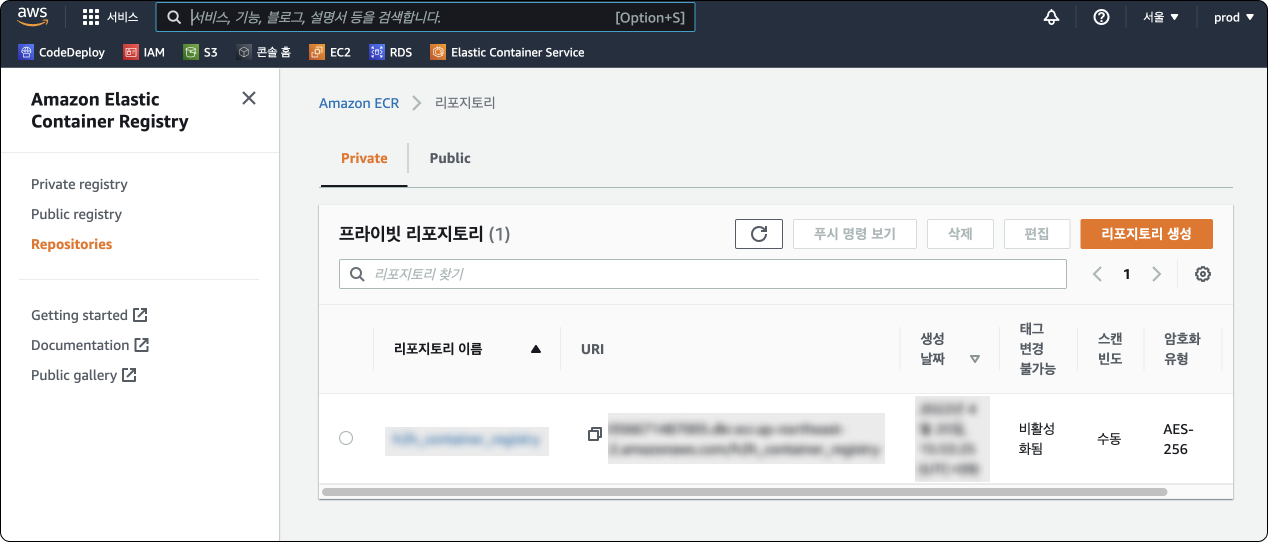 aws
서비스
서비스, 기능, 블로그, 설명서 등을 검색합니다. [Option+S]
서울 ▼
prod ▼
CodeDeploy IAM S3 콘솔 홈 EC2 RDS Elastic Container Service
Amazon Elastic
Container Registry
Private registry
Public registry
Repositories
Getting started
Documentation
Public gallery
Amazon ECR > 리포지토리
Private Public
프라이빗 리포지토리 (1)
푸시 명령 보기 삭제 편집 리포지토리 생성
리포지토리 찾기
1
리포지토리 이름 ▲
URI
생성
날짜 ▽
태그
변경
불가능
스캔
빈도
암호화
유형
비활성
화됨
수동
AES-
256